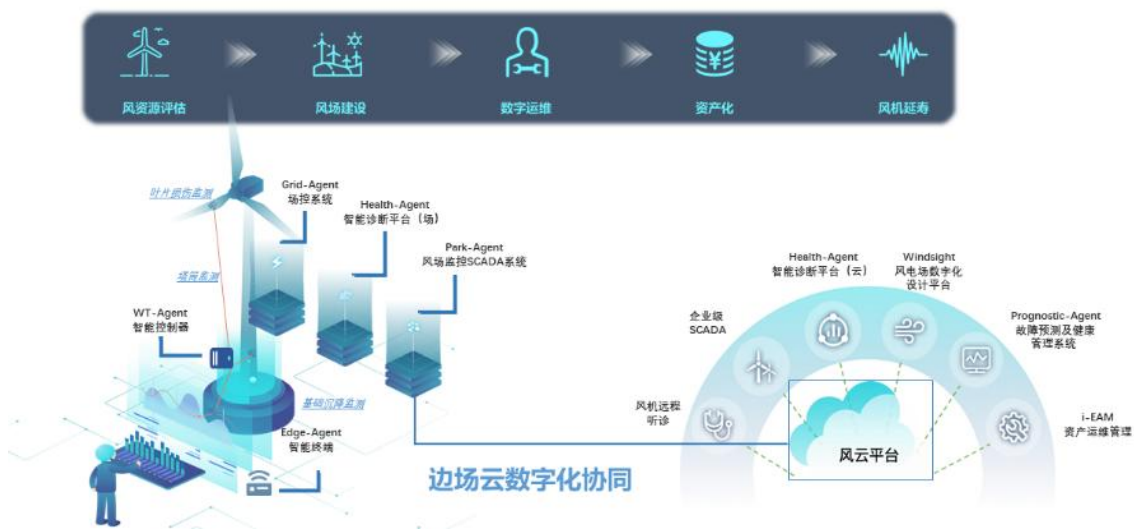 风资源评估
风场建设
数字运维
资产化
风机延寿
叶片损伤监测
Grid-Agent
场控系统
Health-Agent
智能诊断平台（场）
Park-Agent
风场监控SCADA系统
塔筒监测
WT-Agent
智能控制器
基础沉降监测
Edge-Agent
智能终端
边场云数字化协同
Health-Agent
智能诊断平台（云）
Windsight
风电场数字化
设计平台
企业级
SCADA
Prognostic-Agent
故障预测及健康
管理系统
风机远程
听诊
i-EAM
资产运维管理
风云平台